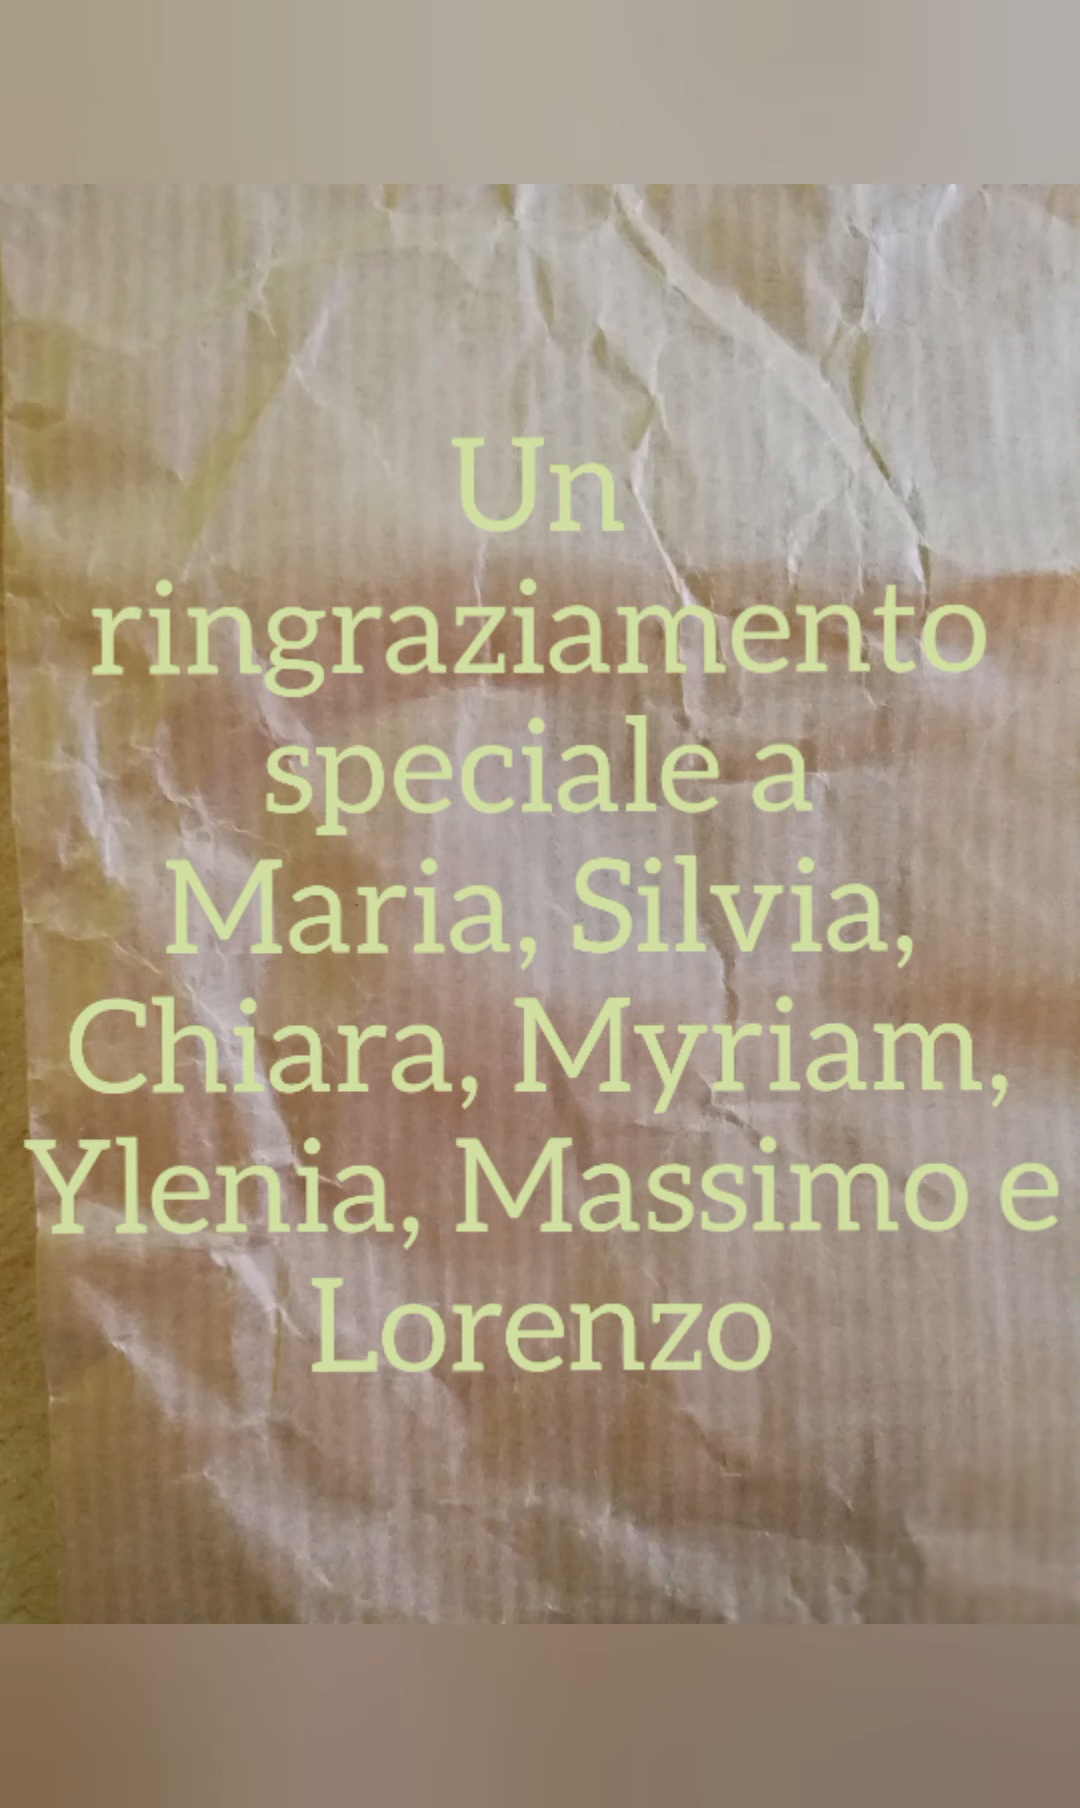 Un
ringraziamento
speciale a
Maria, Silvia,
Chiara, Myriam,
Ylenia, Massimo e
Lorenzo